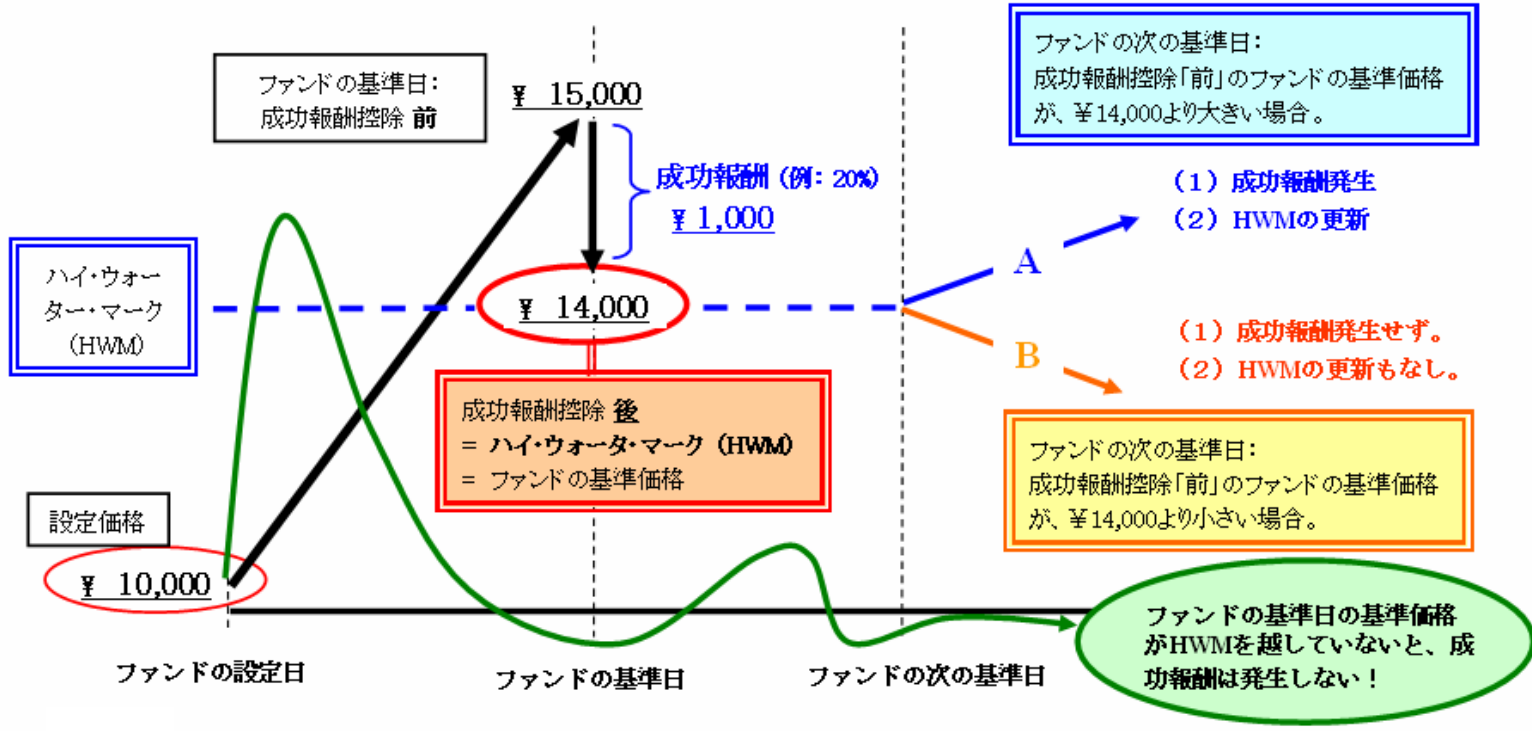 ファンドの基準日:
成功報酬控除 前
¥ 15,000
成功報酬 (例: 20%)
¥ 1,000
ファンドの次の基準日:
成功報酬控除「前」のファンドの基準価格
が、¥14,000より大きい場合。
(1) 成功報酬発生
(2) HWMの更新
A
ハイ・ウォー
ター・マーク
(HWM)
¥ 14,000
B
(1) 成功報酬発生せず。
(2) HWMの更新もなし。
成功報酬控除 後
= ハイ・ウォータ・マーク (HWM)
= ファンドの基準価格
ファンドの次の基準日:
成功報酬控除「前」のファンドの基準価格
が、¥14,000より小さい場合。
設定価格
¥ 10,000
ファンドの基準日の基準価格
がHWMを越していないと、成
功報酬は発生しない!
ファンドの設定日
ファンドの基準日
ファンドの次の基準日